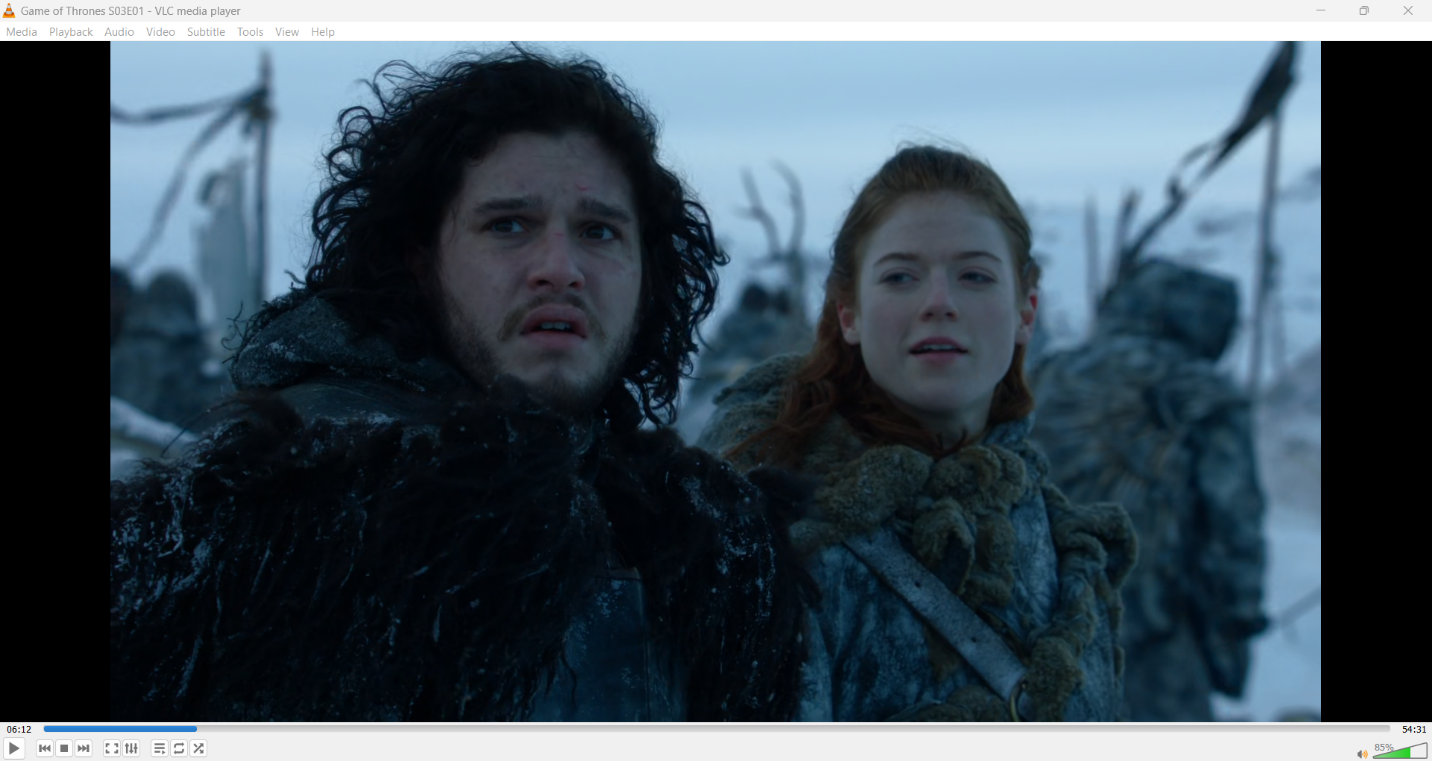 Game of Thrones S03E01 - VLC media player
Media Playback Audio Video Subtitle Tools View Help
06:12
54:31
85%